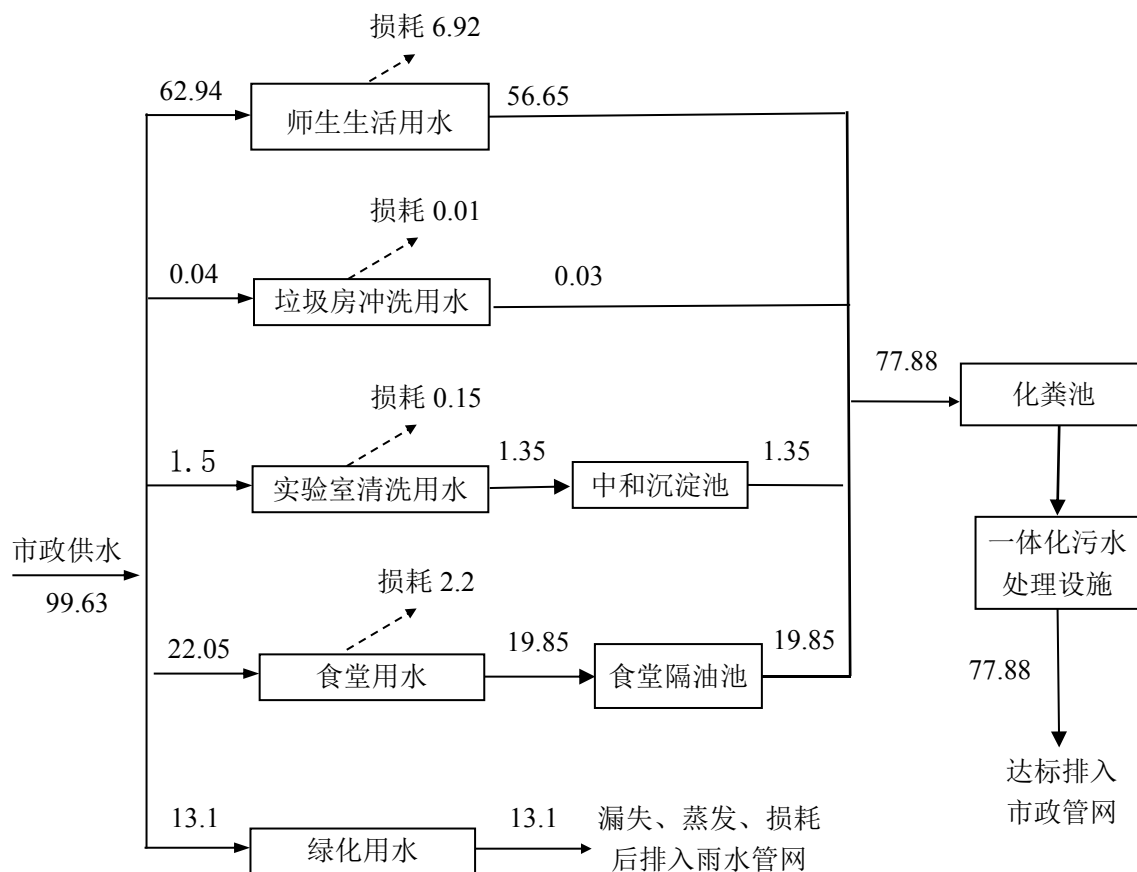 损耗 6.92
62.94
师生生活用水
56.65
损耗 0.01
0.04
垃圾房冲洗用水
0.03
77.88
化粪池
损耗 0.15
1.5
实验室清洗用水
1.35
中和沉淀池
1.35
一体化污水
处理设施
市政供水
99.63
损耗 2.2
22.05
食堂用水
19.85
食堂隔油池
19.85
77.88
达标排入
市政管网
13.1
绿化用水
13.1
漏失、蒸发、损耗
后排入雨水管网